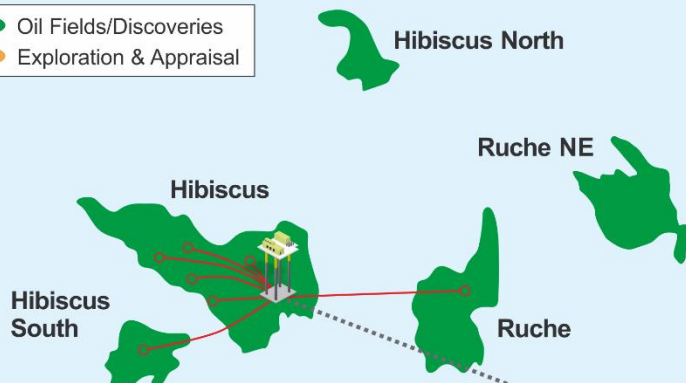 Oil Fields/Discoveries
Exploration & Appraisal
Hibiscus North
Ruche NE
Hibiscus
Hibiscus
South
Ruche